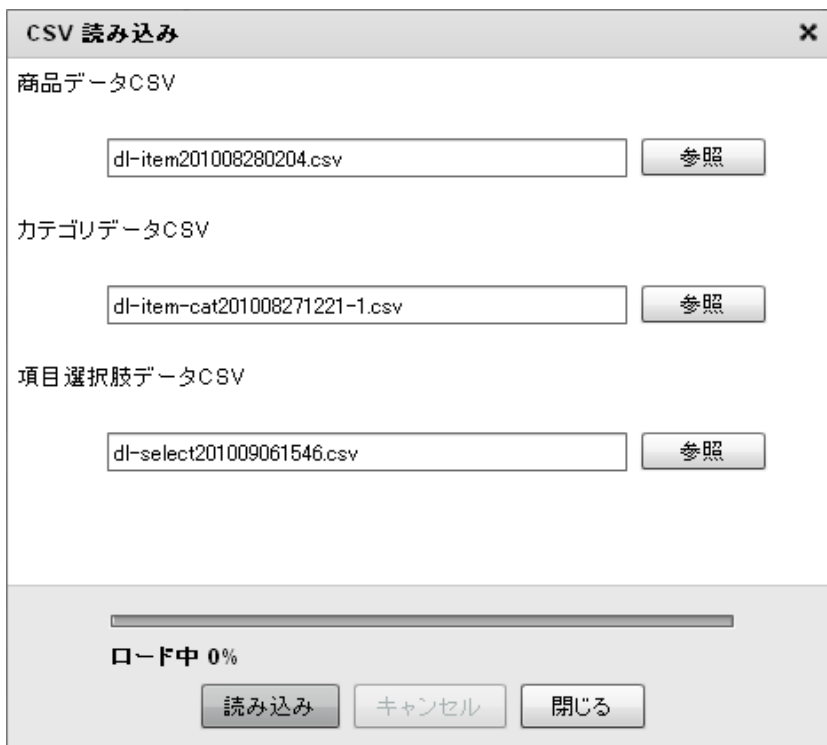 CSV 読み込み
商品データCSV
dl-item201008280204.csv 参照
カテゴリデータCSV
dl-item-cat201008271221-1.csv 参照
項目選択肢データCSV
dl-select201009061546.csv 参照
ロード中 0%
読み込み キャンセル 閉じる